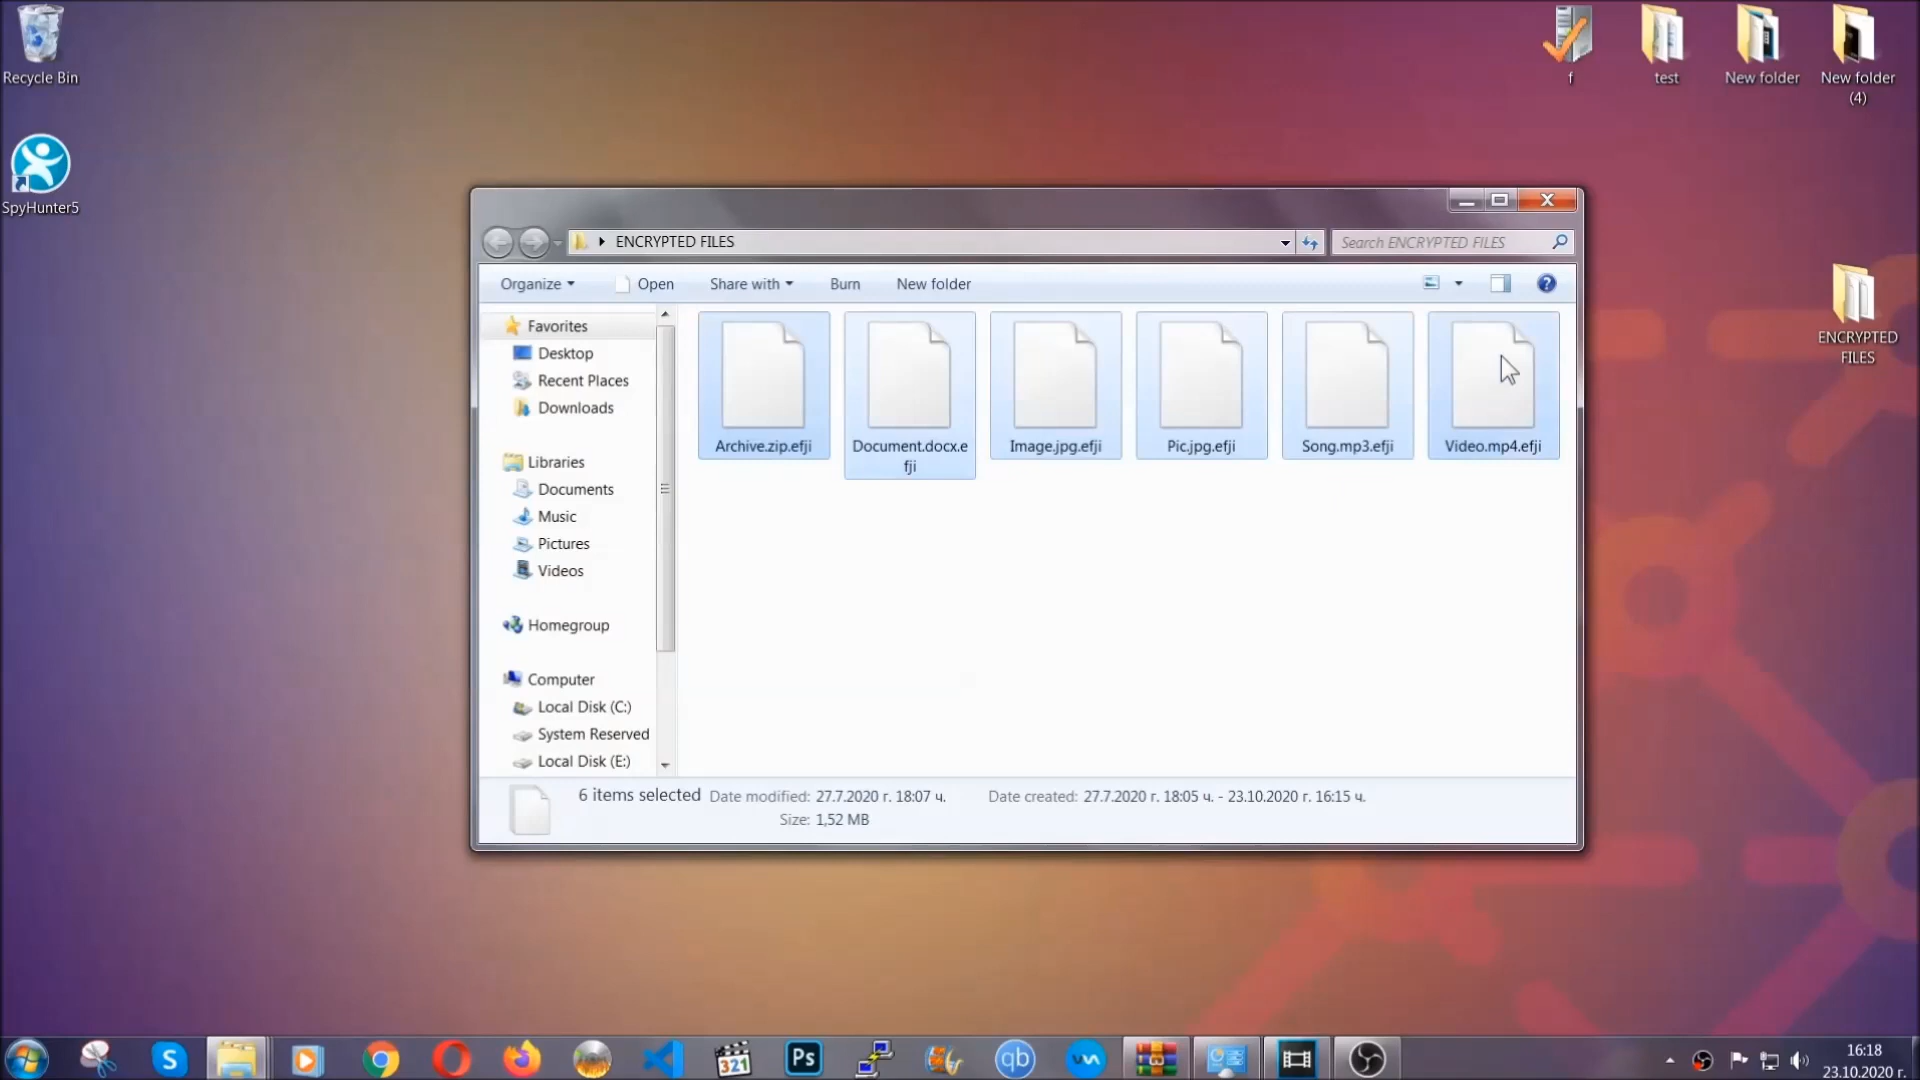 Recycle Bin
SpyHunter5
f
test
New folder
New folder
(4)
ENCRYPTED
FILES
ENCRYPTED FILES
Search ENCRYPTED FILES
Organize
Open
Share with
Burn
New folder
Favorites
Desktop
Recent Places
Downloads
Libraries
Documents
Music
Pictures
Videos
Homegroup
Computer
Local Disk (C:)
System Reserved
Local Disk (E:)
Archive.zip.efji
Document.docx.e
fji
Image.jpg.efji
Pic.jpg.efji
Song.mp3.efji
Video.mp4.efji
6 items selected Date modified: 27.7.2020 г. 18:07 ч. Date created: 27.7.2020 г. 18:05 ч. - 23.10.2020 г. 16:15 ч.
Size: 1,52 MB
S
321
Ps
qb
16:18
23.10.2020 г.